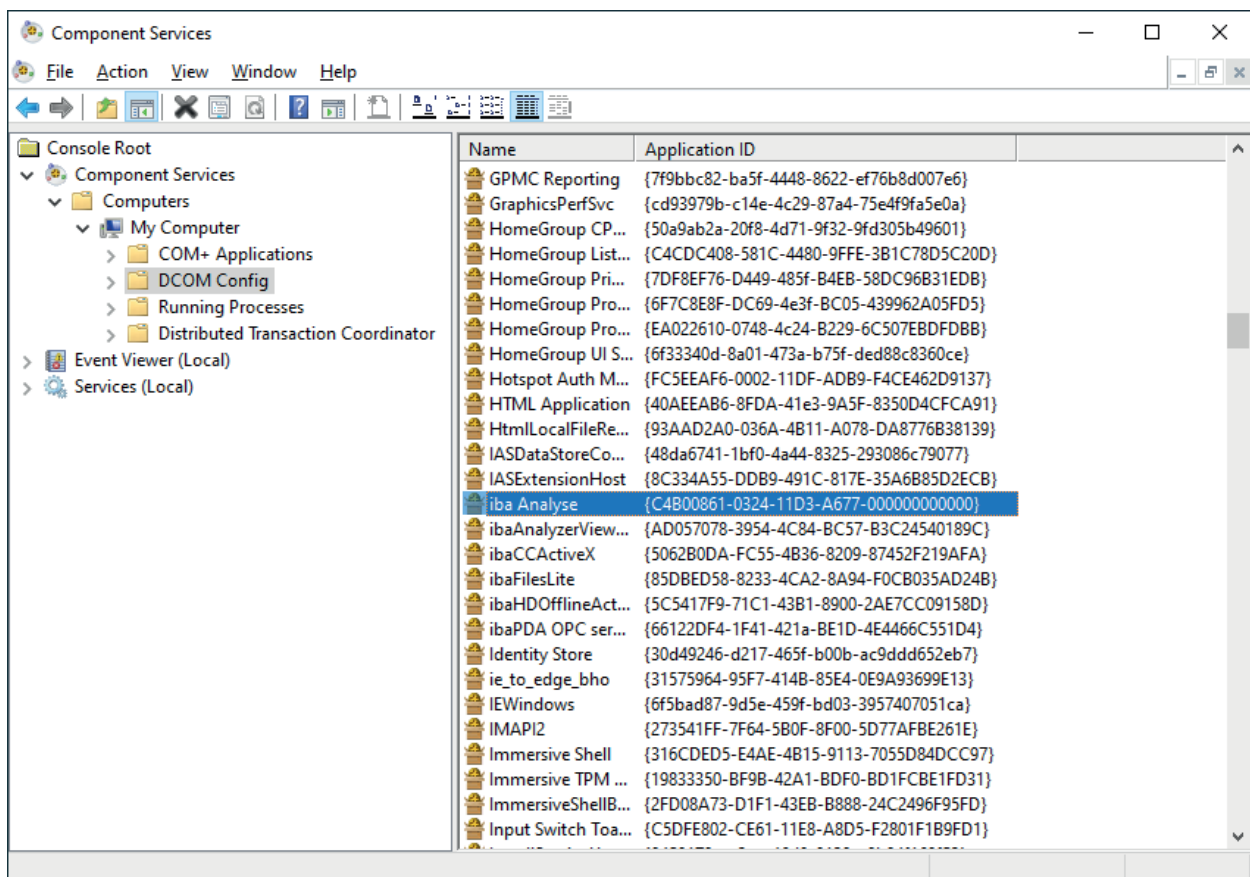 Component Services
File Action View Window Help
Console Root
Component Services
Computers
My Computer
COM+ Applications
DCOM Config
Running Processes
Distributed Transaction Coordinator
Event Viewer (Local)
Services (Local)
Name Application ID
GPMC Reporting {7f9bbc82-ba5f-4448-8622-ef76b8d007e6}
GraphicsPerfSvc {cd93979b-c14e-4c29-87a4-75e4f9fa5e0a}
HomeGroup CP... {50a9ab2a-20f8-4d71-9f32-9fd305b49601}
HomeGroup List... {C4CDC408-581C-4480-9FFE-3B1C78D5C20D}
HomeGroup Pri... {7DF8EF76-D449-485f-B4EB-58DC96B31EDB}
HomeGroup Pro... {6F7C8E8F-DC69-4e3f-BC05-439962A05FD5}
HomeGroup Pro... {EA022610-0748-4c24-B229-6C507EBDFDBB}
HomeGroup UI S... {6f33340d-8a01-473a-b75f-ded88c8360ce}
Hotspot Auth M... {FC5EEAF6-0002-11DF-ADB9-F4CE462D9137}
HTML Application {40AEEAB6-8FDA-41e3-9A5F-8350D4CFCA91}
HtmlLocalFileRe... {93AAD2A0-036A-4B11-A078-DA8776B38139}
IASDataStoreCo... {48da6741-1bf0-4a44-8325-293086c79077}
IASExtensionHost {8C334A55-DDB9-491C-817E-35A6B85D2ECB}
iba Analyse {C4B00861-0324-11D3-A677-000000000000}
ibaAnalyzerView... {AD057078-3954-4C84-BC57-B3C24540189C}
ibaCCActiveX {5062B0DA-FC55-4B36-8209-87452F219AFA}
ibaFilesLite {85DBED58-8233-4CA2-8A94-F0CB035AD24B}
ibaHDOfflineAct... {5C5417F9-71C1-43B1-8900-2AE7CC09158D}
ibaPDA OPC ser... {66122DF4-1F41-421a-BE1D-4E4466C551D4}
Identity Store {30d49246-d217-465f-b00b-ac9ddd652eb7}
ie_to_edge_bho {31575964-95F7-414B-85E4-0E9A93699E13}
IEWindows {6f5bad87-9d5e-459f-bd03-3957407051ca}
IMAPI2 {273541FF-7F64-5B0F-8F00-5D77AFBE261E}
Immersive Shell {316CDED5-E4AE-4B15-9113-7055D84DCC97}
Immersive TPM ... {19833350-BF9B-42A1-BDF0-BD1FCBE1FD31}
ImmersiveShellB... {2FD08A73-D1F1-43EB-B888-24C2496F95FD}
Input Switch Toa... {C5DFE802-CE61-11E8-A8D5-F2801F1B9FD1}